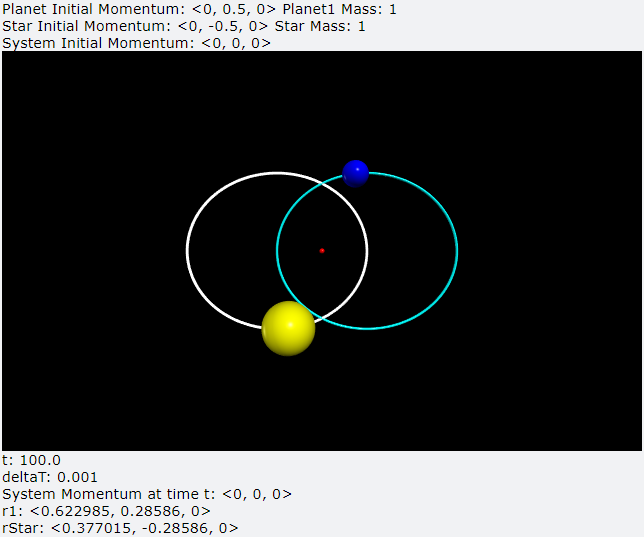 Planet Initial Momentum: <0, 0.5, 0> Planet1 Mass: 1
Star Initial Momentum: <0, -0.5, 0> Star Mass: 1
System Initial Momentum: <0, 0, 0>
t: 100.0
deltaT: 0.001
System Momentum at time t: <0, 0, 0>
r1: <0.622985, 0.28586, 0>
rStar: <0.377015, -0.28586, 0>